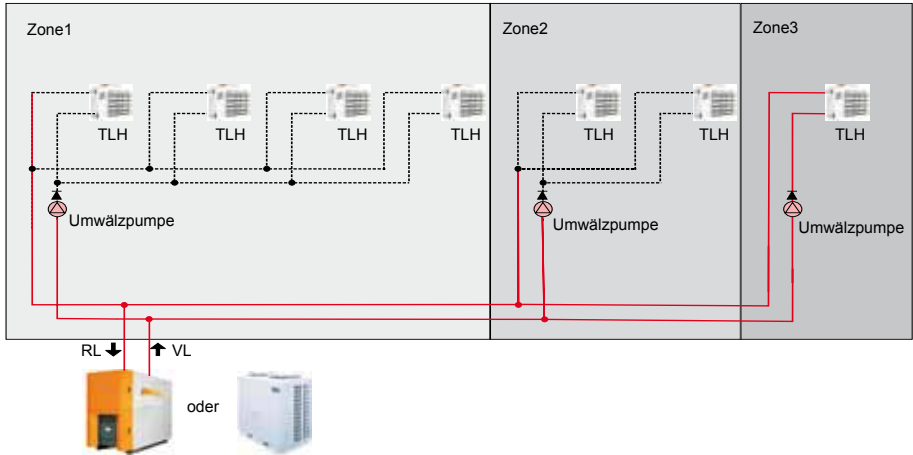 Zone1
Zone2
Zone3
TLH
TLH
TLH
TLH
TLH
TLH
TLH
Umwälzpumpe
Umwälzpumpe
Umwälzpumpe
RL
VL
oder